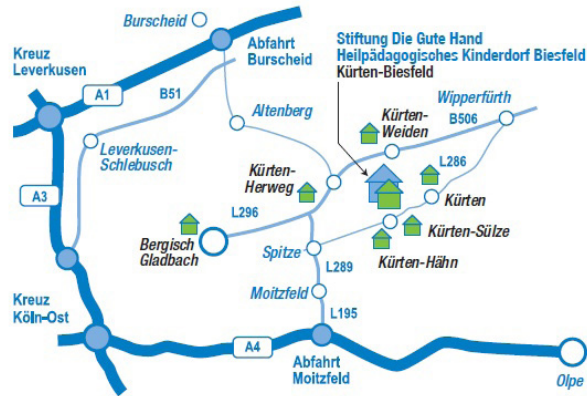 Burscheid
Kreuz
Leverkusen
Abfahrt
Burscheid
Stiftung Die Gute Hand
Heilpädagogisches Kinderdorf Biesfeld
Kürten-Biesfeld
A1
B51
Altenberg
Wipperfürth
B506
Kürten-
Weiden
Leverkusen-
Schlebusch
L286
Kürten-
Herweg
A3
Kürten
L296
Bergisch
Gladbach
Kürten-Sülze
Spitze
Kürten-Hähn
L289
Moitzfeld
Kreuz
Köln-Ost
L195
A4
Abfahrt
Moitzfeld
Olpe